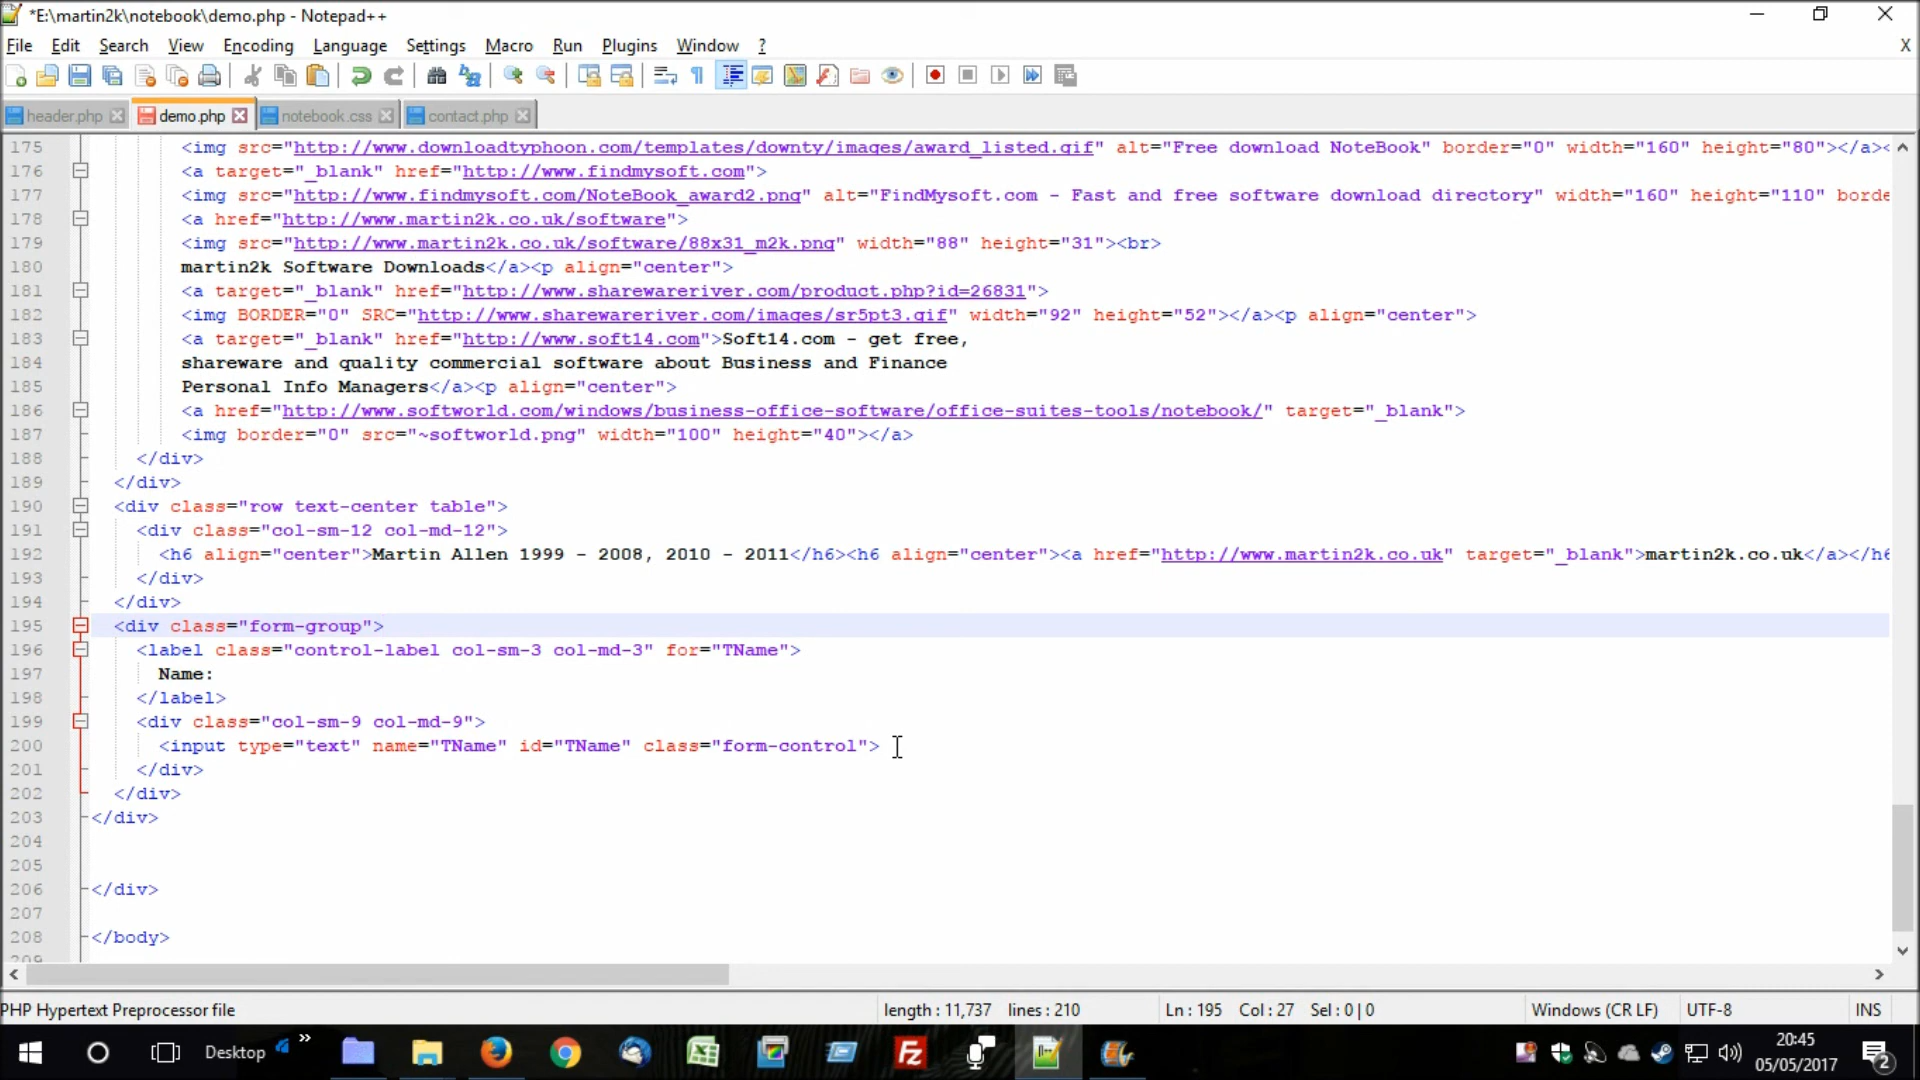 *E:\martin2k\notebook\demo.php - Notepad++
File Edit Search View Encoding Language Settings Macro Run Plugins Window ? X
header.php demo.php notebook.css contact.php
175 <img src="http://www.downloadtyphoon.com/templates/downty/images/award_listed.gif" alt="Free download NoteBook" border="0" width="160" height="80"></a><
176 <a target="_blank" href="http://www.findmysoft.com">
177 <img src="http://www.findmysoft.com/NoteBook_award2.png" alt="FindMysoft.com - Fast and free software download directory" width="160" height="110" borde
178 <a href="http://www.martin2k.co.uk/software">
179 <img src="http://www.martin2k.co.uk/software/88x31_m2k.png" width="88" height="31"><br>
180 martin2k Software Downloads</a><p align="center">
181 <a target="_blank" href="http://www.sharewareriver.com/product.php?id=26831">
182 <img BORDER="0" SRC="http://www.sharewareriver.com/images/sr5pt3.gif" width="92" height="52"></a><p align="center">
183 <a target="_blank" href="http://www.soft14.com">Soft14.com - get free,
184 shareware and quality commercial software about Business and Finance
185 Personal Info Managers</a><p align="center">
186 <a href="http://www.softworld.com/windows/business-office-software/office-suites-tools/notebook/" target="_blank">
187 <img border="0" src="~softworld.png" width="100" height="40"></a>
188 </div>
189 </div>
190 <div class="row text-center table">
191 <div class="col-sm-12 col-md-12">
192 <h6 align="center">Martin Allen 1999 - 2008, 2010 - 2011</h6><h6 align="center"><a href="http://www.martin2k.co.uk" target="_blank">martin2k.co.uk</a></h6
193 </div>
194 </div>
195 <div class="form-group">
196 <label class="control-label col-sm-3 col-md-3" for="TName">
197 Name:
198 </label>
199 <div class="col-sm-9 col-md-9">
200 <input type="text" name="TName" id="TName" class="form-control">
201 </div>
202 </div>
203 </div>
204
205
206 </div>
207
208 </body>
209
PHP Hypertext Preprocessor file length : 11,737 lines : 210 Ln : 195 Col : 27 Sel : 0 | 0 Windows (CR LF) UTF-8 INS
Desktop » 20:45
05/05/2017 2